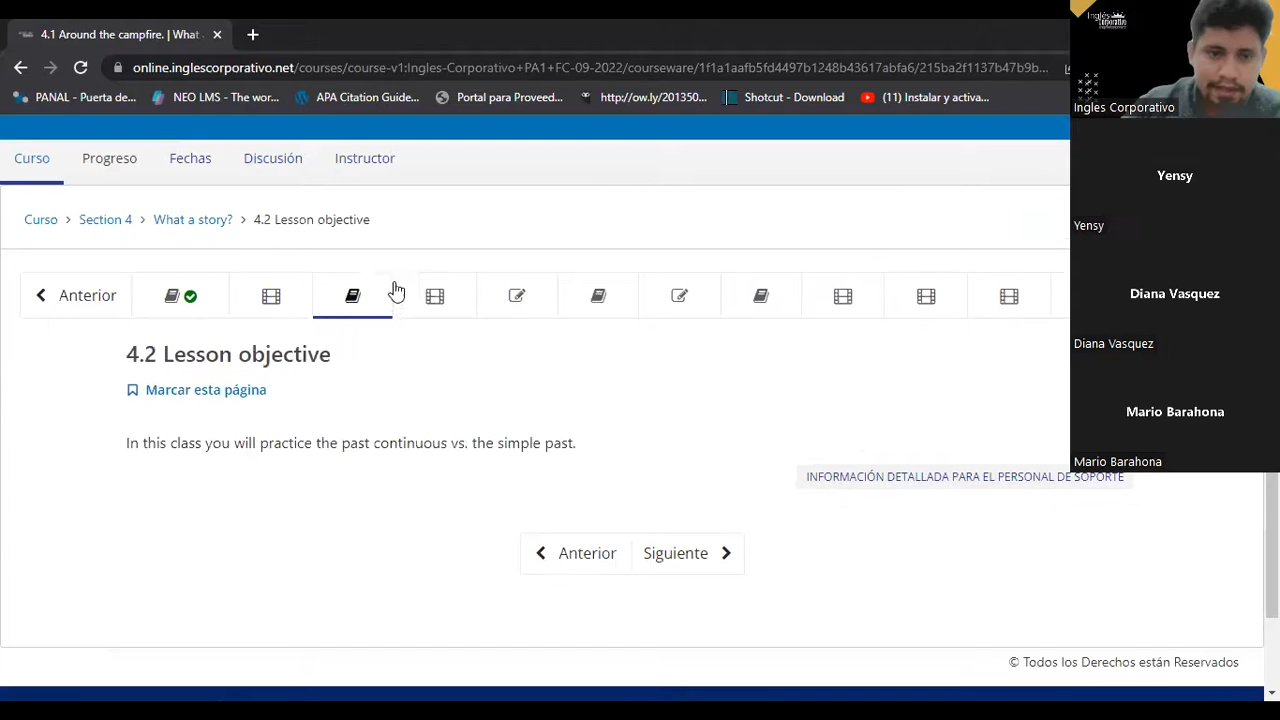 4.1 Around the campfire. | What
online.inglescorporativo.net/courses/course-v1:Ingles-Corporativo+PA1+FC-09-2022/courseware/1f1a1aafb5fd4497b1248b43617abfa6/215ba2f1137b47b9b...
PANAL - Puerta de...
NEO LMS - The wor...
APA Citation Guide...
Portal para Proveed...
http://ow.ly/201350...
Shotcut - Download
(11) Instalar y activa...
Inglés
Corporativo
Ingles Corporativo
Curso
Progreso
Fechas
Discusión
Instructor
Yensy
Yensy
Curso > Section 4 > What a story? > 4.2 Lesson objective
Anterior
Diana Vasquez
Diana Vasquez
4.2 Lesson objective
Marcar esta página
Mario Barahona
Mario Barahona
In this class you will practice the past continuous vs. the simple past.
INFORMACIÓN DETALLADA PARA EL PERSONAL DE SOPORTE
Anterior
Siguiente
© Todos los Derechos están Reservados